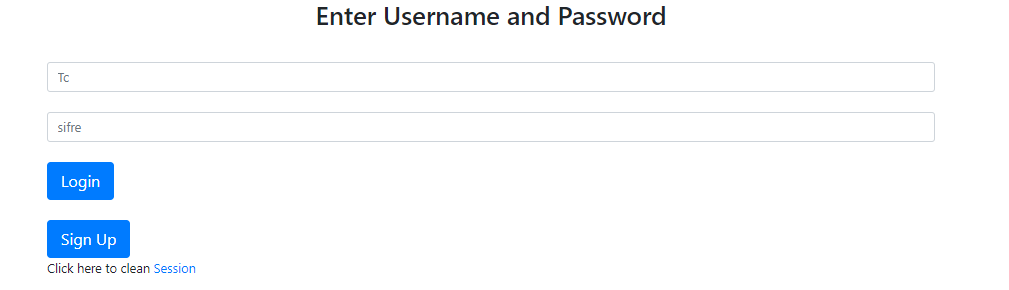 Enter Username and Password
Tc
sifre
Login
Sign Up
Click here to clean Session